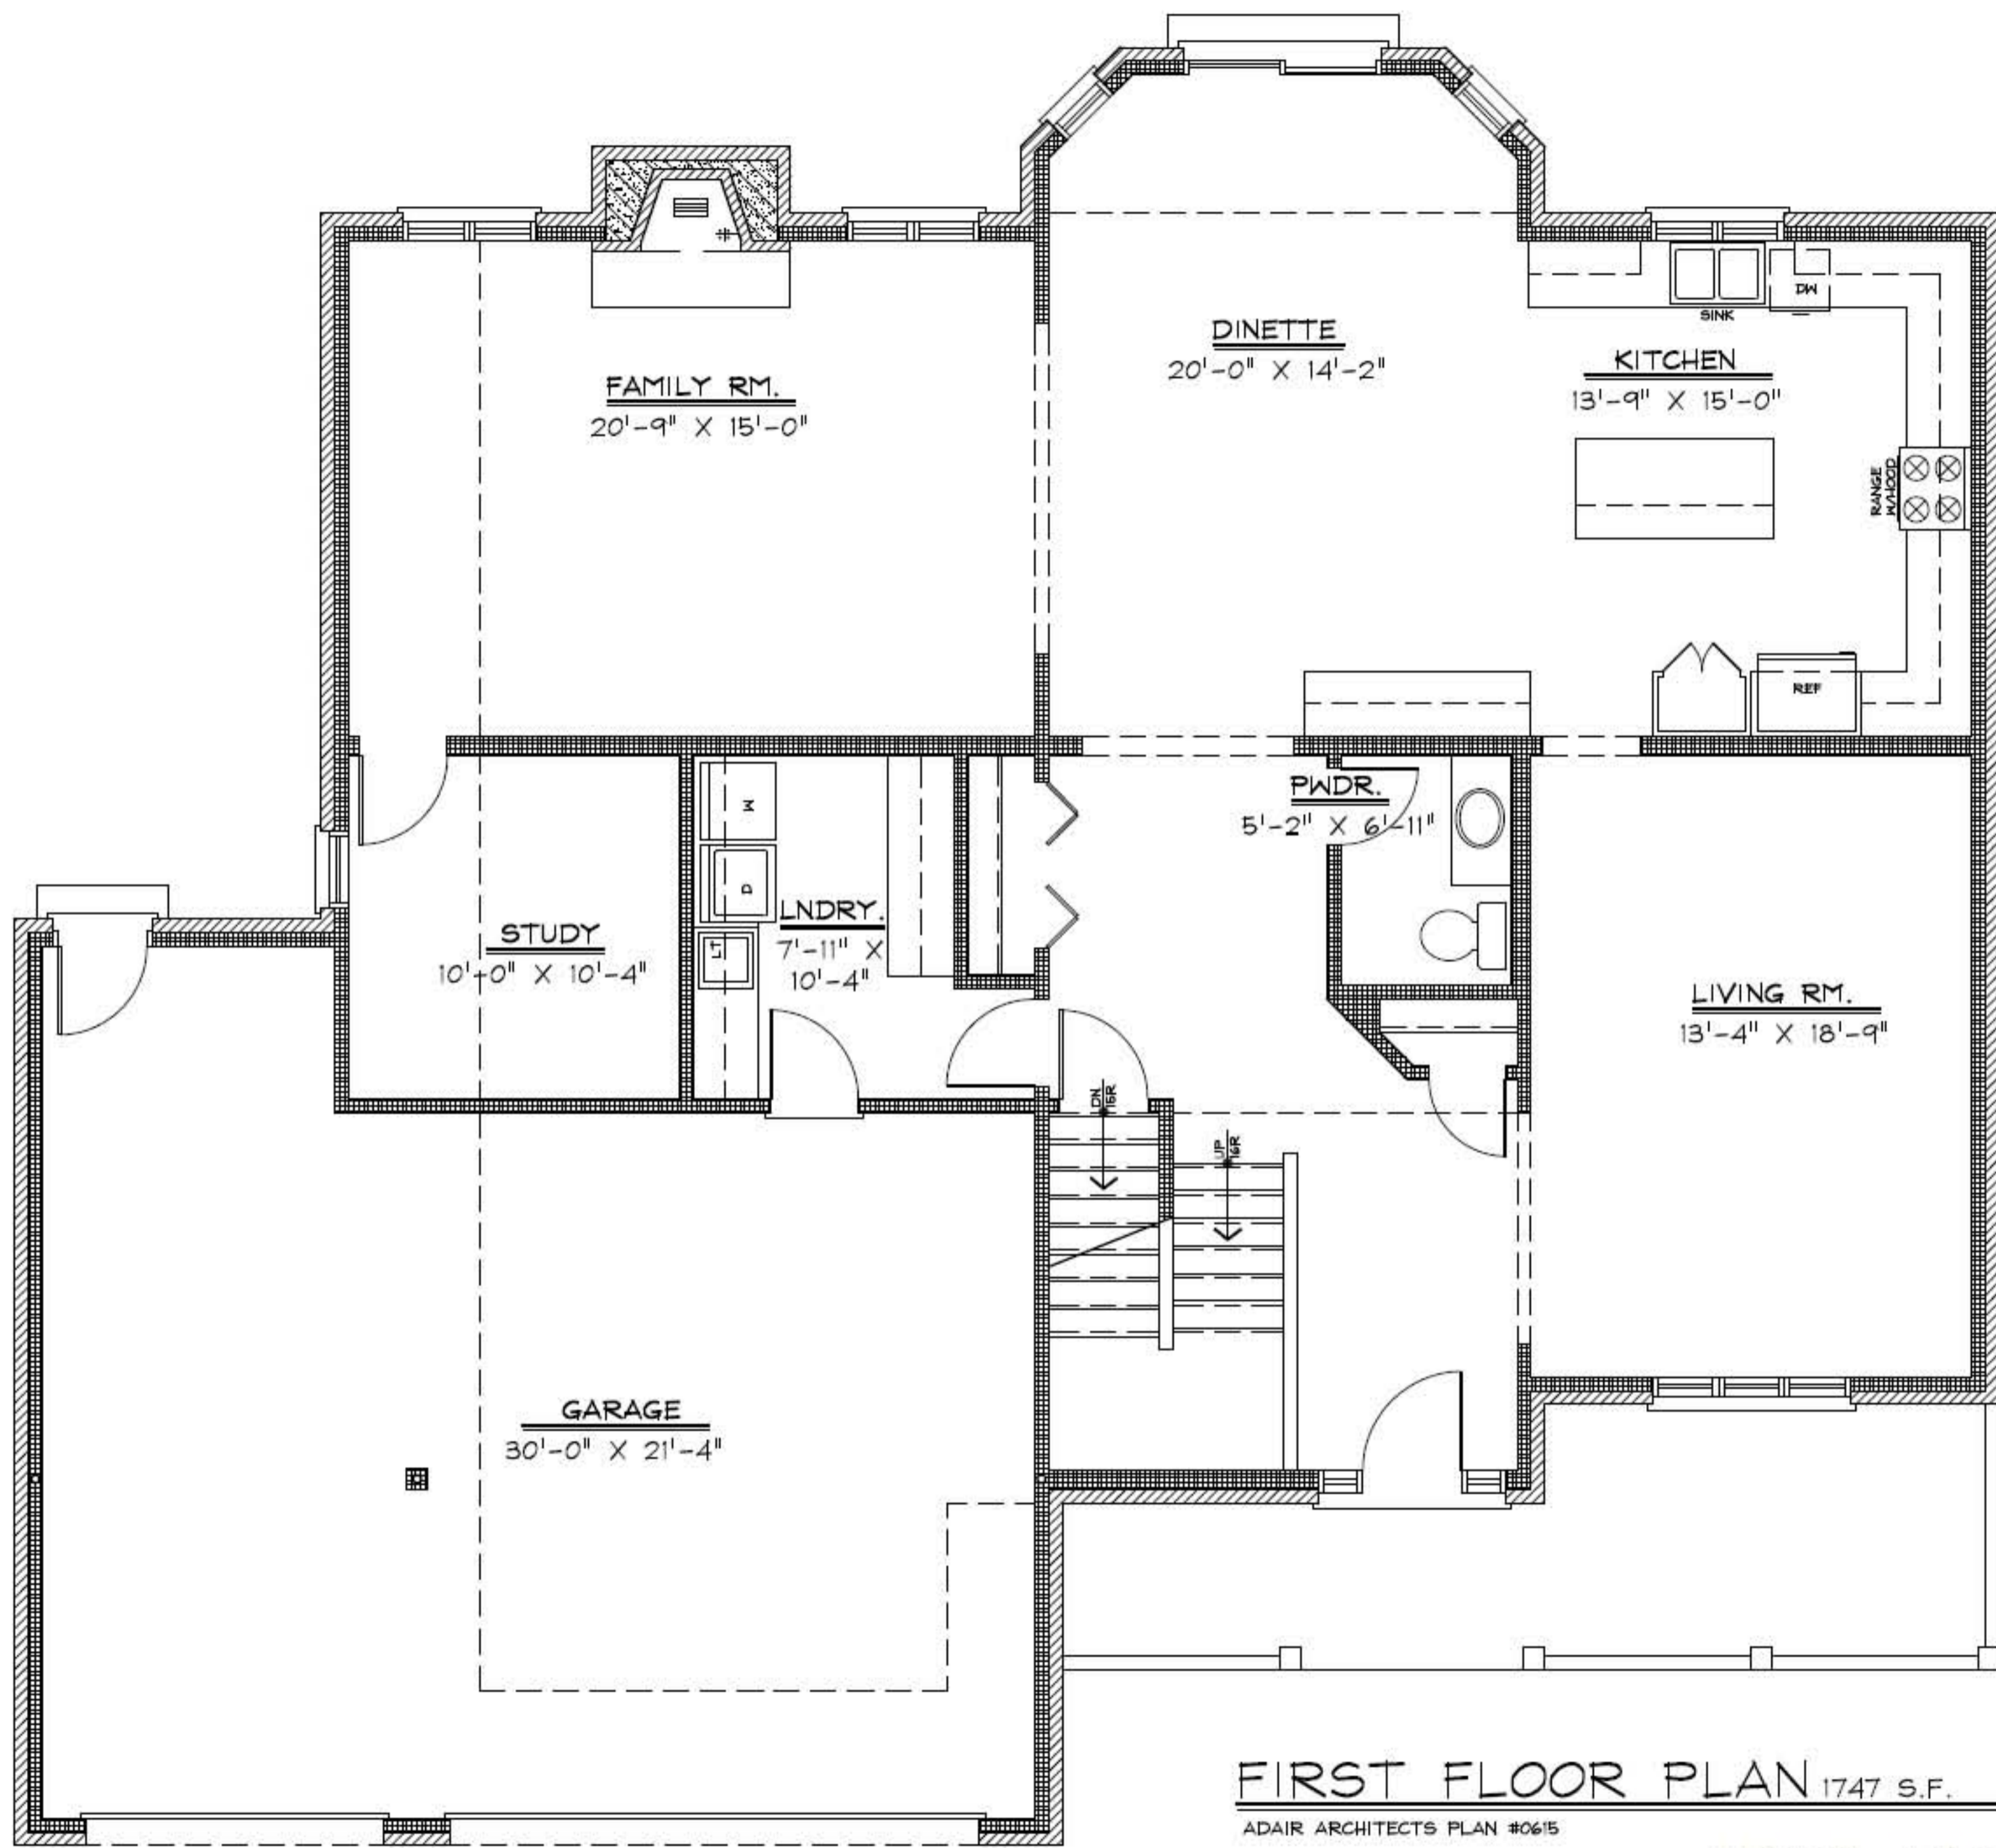 DINETTE
20'-0" X 14'-2"
SINK
DW
KITCHEN
13'-9" X 15'-0"
FAMILY RM.
20'-9" X 15'-0"
RANGE
W/HOOD
REF
PWDR.
5'-2" X 6'-11"
W
D
LNDRY.
7'-11" X
10'-4"
LT
STUDY
10'-0" X 10'-4"
LIVING RM.
13'-4" X 18'-9"
DN
15R
UP
16R
GARAGE
30'-0" X 21'-4"
FIRST FLOOR PLAN 1747 S.F.
ADAIR ARCHITECTS PLAN #0615